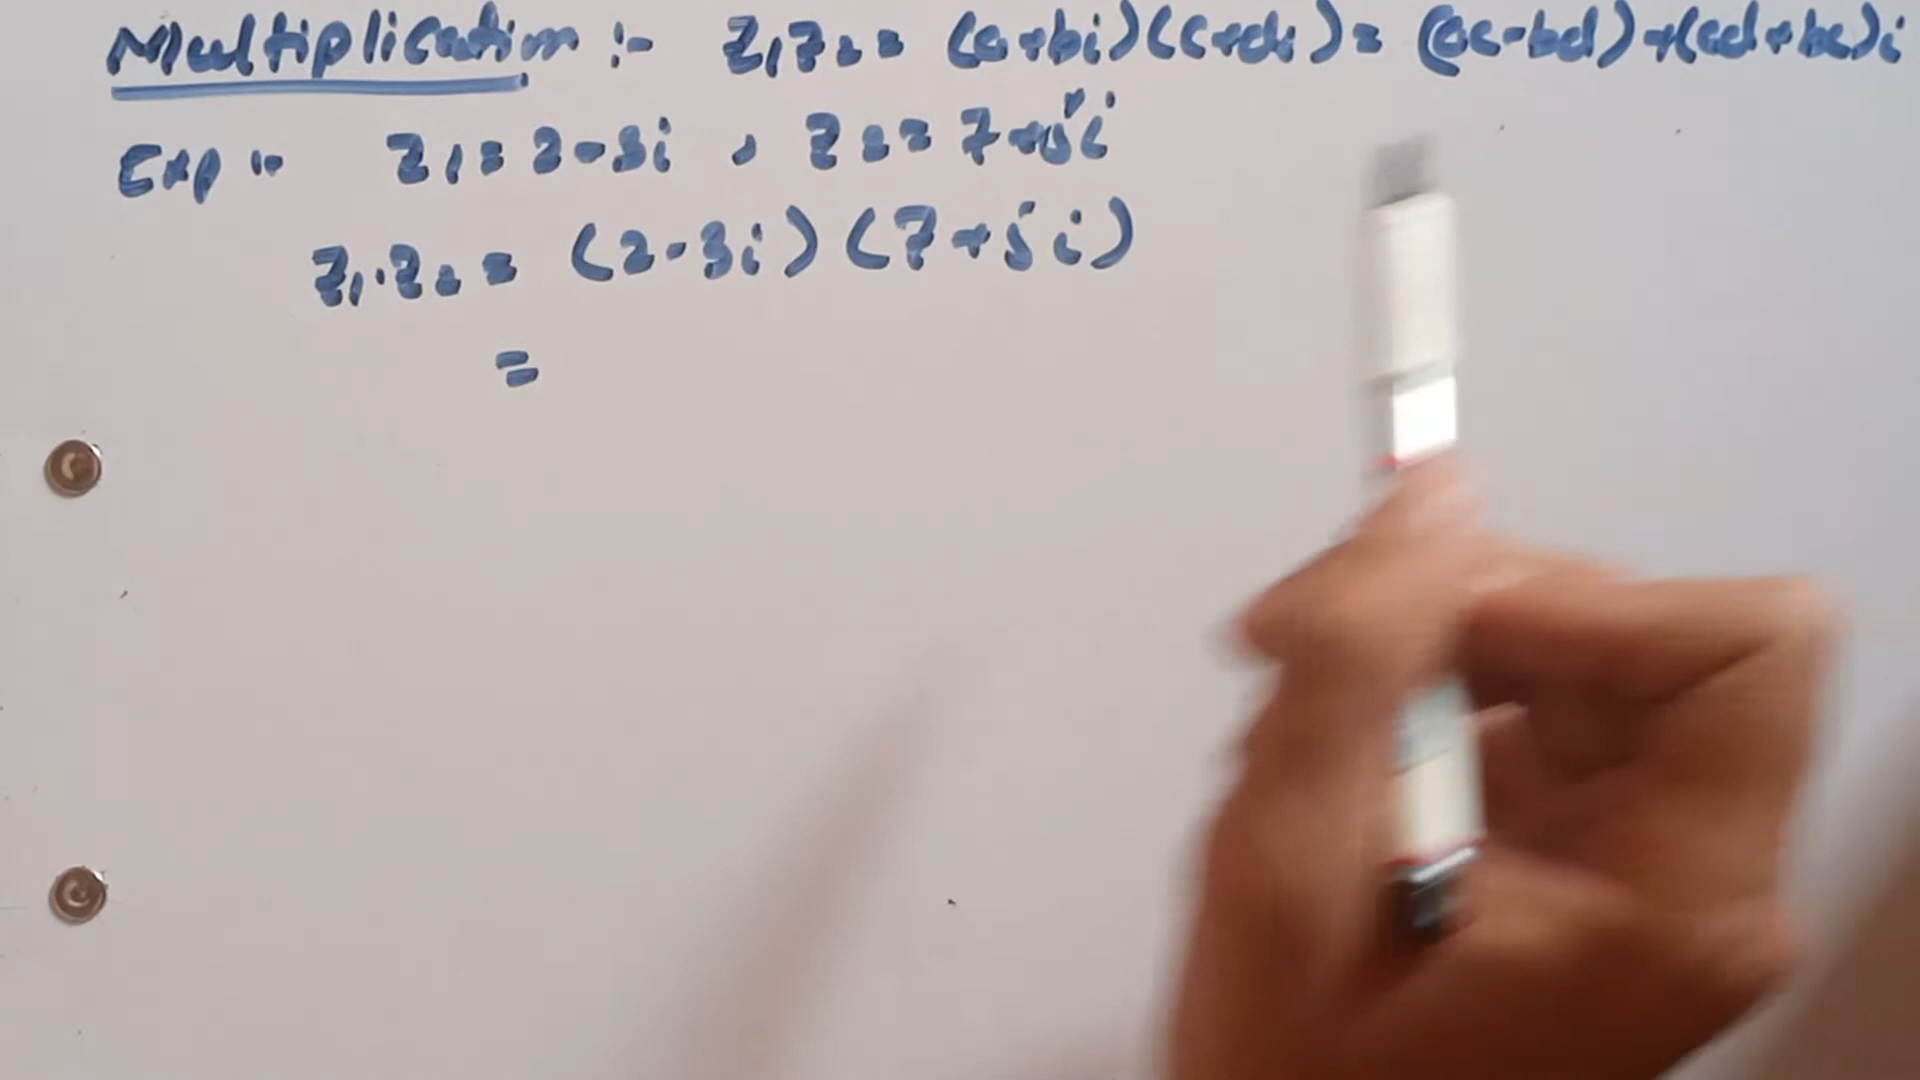 Multiplication :- z₁z₂ = (a+bi)(c+di) = (ac-bd)+(ad+bc)i
Exp :- z₁ = 2-3i , z₂ = 7+5i
z₁.z₂ = (2-3i)(7+5i)
=